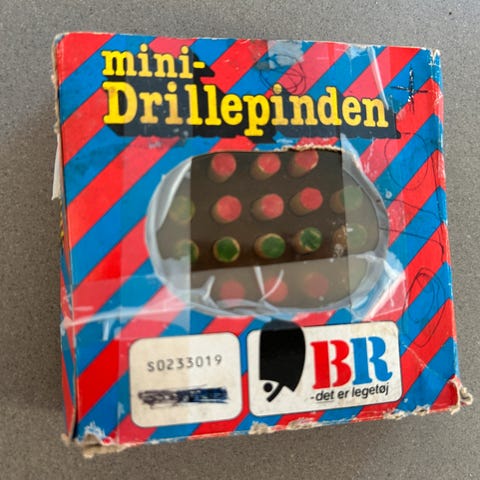 mini-
Drillepinden
S0233019
BR
-det er legetøj